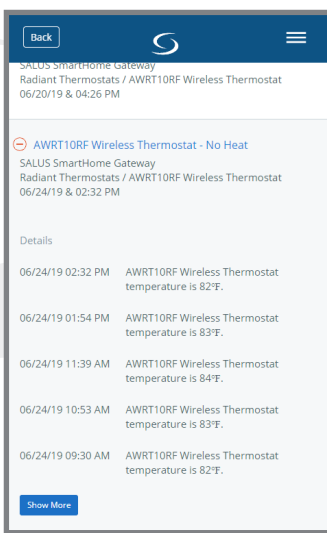 Back
SALUS SmartHome Gateway
Radiant Thermostats / AWRT10RF Wireless Thermostat
06/20/19 & 04:26 PM
AWRT10RF Wireless Thermostat - No Heat
SALUS SmartHome Gateway
Radiant Thermostats / AWRT10RF Wireless Thermostat
06/24/19 & 02:32 PM
Details
06/24/19 02:32 PM AWRT10RF Wireless Thermostat
temperature is 82°F.
06/24/19 01:54 PM AWRT10RF Wireless Thermostat
temperature is 83°F.
06/24/19 11:39 AM AWRT10RF Wireless Thermostat
temperature is 84°F.
06/24/19 10:53 AM AWRT10RF Wireless Thermostat
temperature is 83°F.
06/24/19 09:30 AM AWRT10RF Wireless Thermostat
temperature is 82°F.
Show More